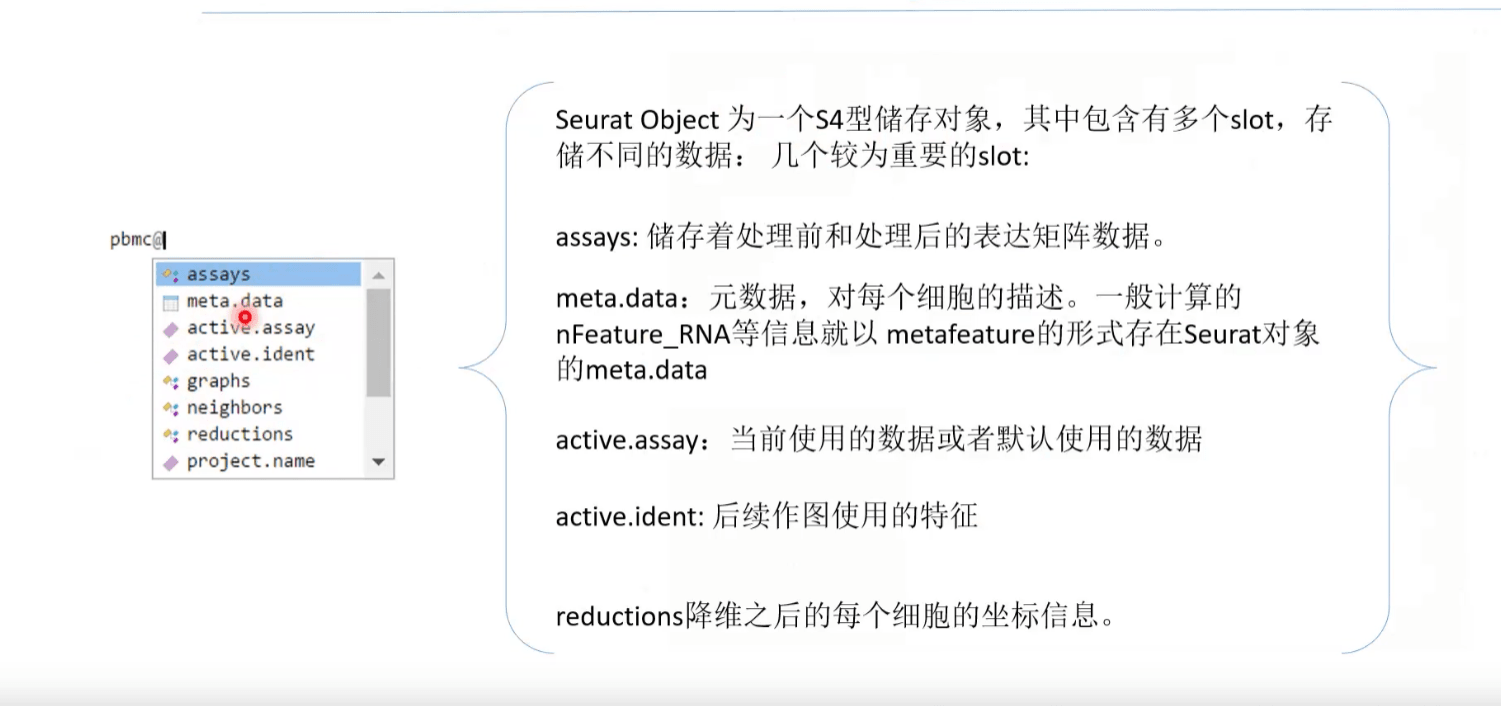 Seurat Object 为一个S4型储存对象，其中包含有多个slot，存
储不同的数据： 几个较为重要的slot:
assays: 储存着处理前和处理后的表达矩阵数据。
meta.data：元数据，对每个细胞的描述。一般计算的
nFeature_RNA等信息就以 metafeature的形式存在Seurat对象
的meta.data
active.assay：当前使用的数据或者默认使用的数据
active.ident: 后续作图使用的特征
reductions降维之后的每个细胞的坐标信息。
pbmc@
assays
meta.data
active.assay
active.ident
graphs
neighbors
reductions
project.name